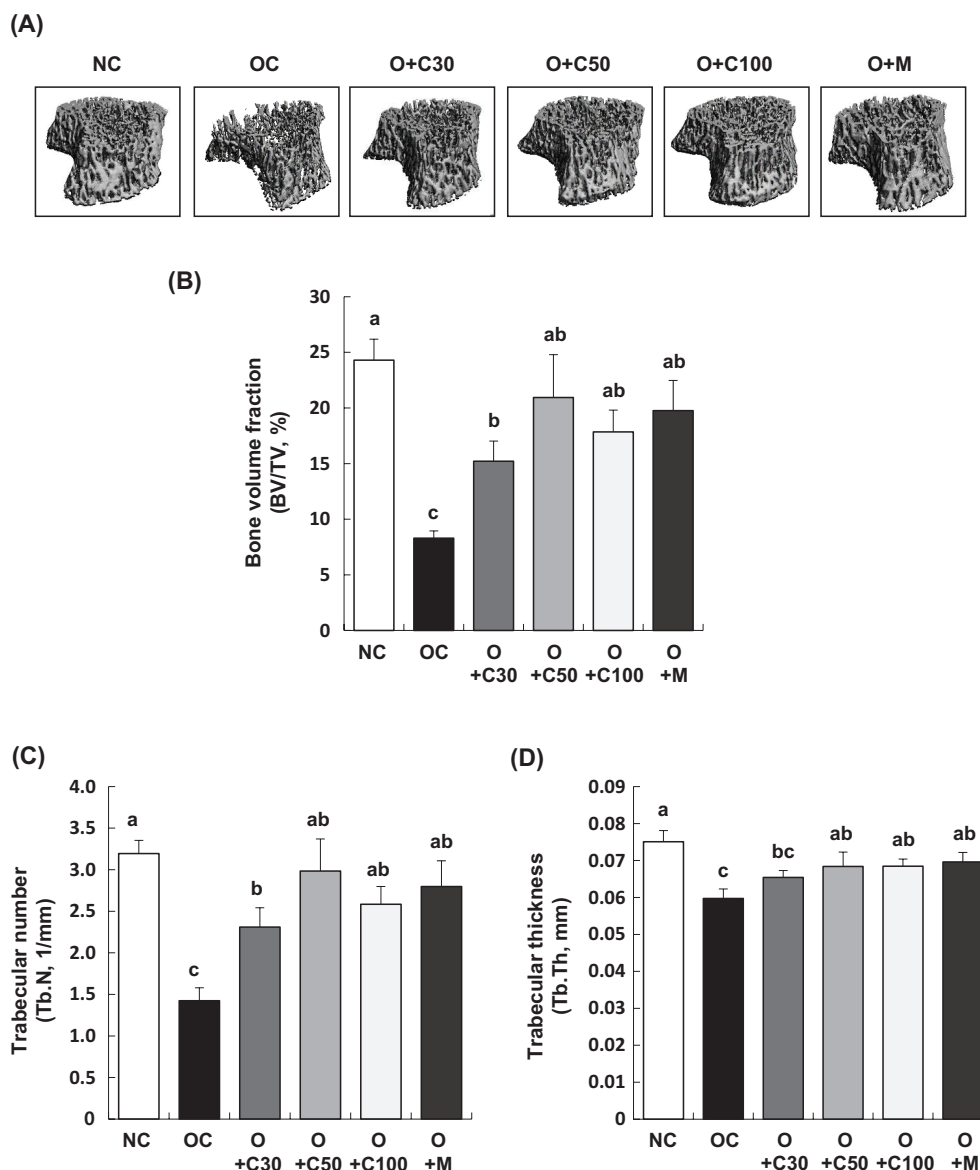 (A)
NC OC O+C30 O+C50 O+C100 O+M
(B)
Bone volume fraction
(BV/TV, %)
30
25
20
15
10
5
0
a
c
b
ab
ab
ab
NC OC O O O O
+C30 +C50 +C100 +M
(C)
Trabecular number
(Tb.N, 1/mm)
4.0
3.5
3.0
2.5
2.0
1.5
1.0
0.5
0
a
c
b
ab
ab
ab
NC OC O O O O
+C30 +C50 +C100 +M
(D)
Trabecular thickness
(Tb.Th, mm)
0.09
0.08
0.07
0.06
0.05
0.04
0.03
0.02
0.01
0
a
c
bc
ab
ab
ab
NC OC O O O O
+C30 +C50 +C100 +M